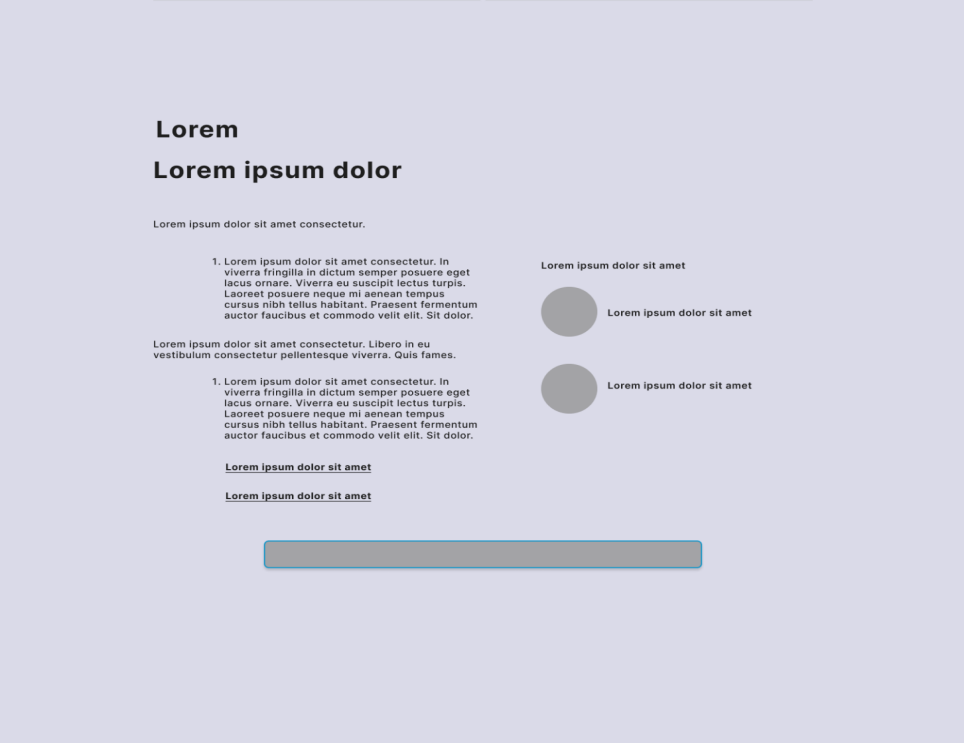 Lorem
Lorem ipsum dolor
Lorem ipsum dolor sit amet consectetur.
1. Lorem ipsum dolor sit amet consectetur. In
viverra fringilla in dictum semper posuere eget
lacus ornare. Viverra eu suscipit lectus turpis.
Laoreet posuere neque mi aenean tempus
cursus nibh tellus habitant. Praesent fermentum
auctor faucibus et commodo velit elit. Sit dolor.
Lorem ipsum dolor sit amet consectetur. Libero in eu
vestibulum consectetur pellentesque viverra. Quis fames.
1. Lorem ipsum dolor sit amet consectetur. In
viverra fringilla in dictum semper posuere eget
lacus ornare. Viverra eu suscipit lectus turpis.
Laoreet posuere neque mi aenean tempus
cursus nibh tellus habitant. Praesent fermentum
auctor faucibus et commodo velit elit. Sit dolor.
Lorem ipsum dolor sit amet
Lorem ipsum dolor sit amet
Lorem ipsum dolor sit amet
Lorem ipsum dolor sit amet
Lorem ipsum dolor sit amet